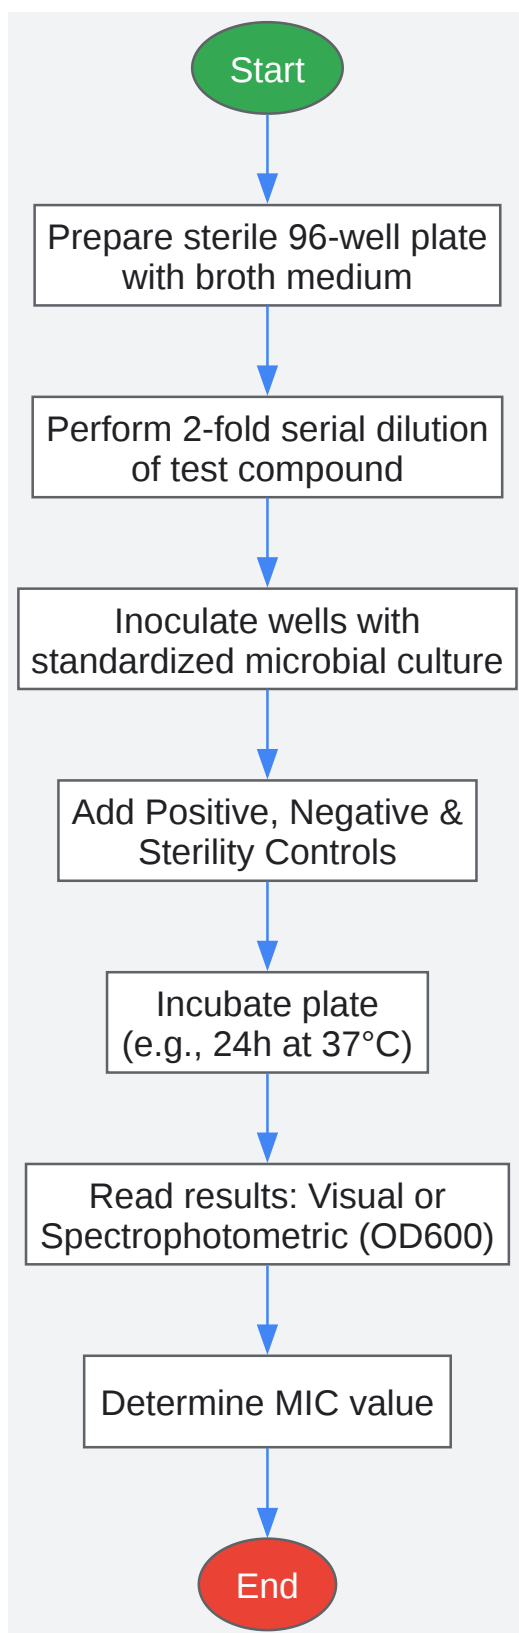 Start
Prepare sterile 96-well plate
with broth medium
Perform 2-fold serial dilution
of test compound
Inoculate wells with
standardized microbial culture
Add Positive, Negative &
Sterility Controls
Incubate plate
(e.g., 24h at 37°C)
Read results: Visual or
Spectrophotometric (OD600)
Determine MIC value
End